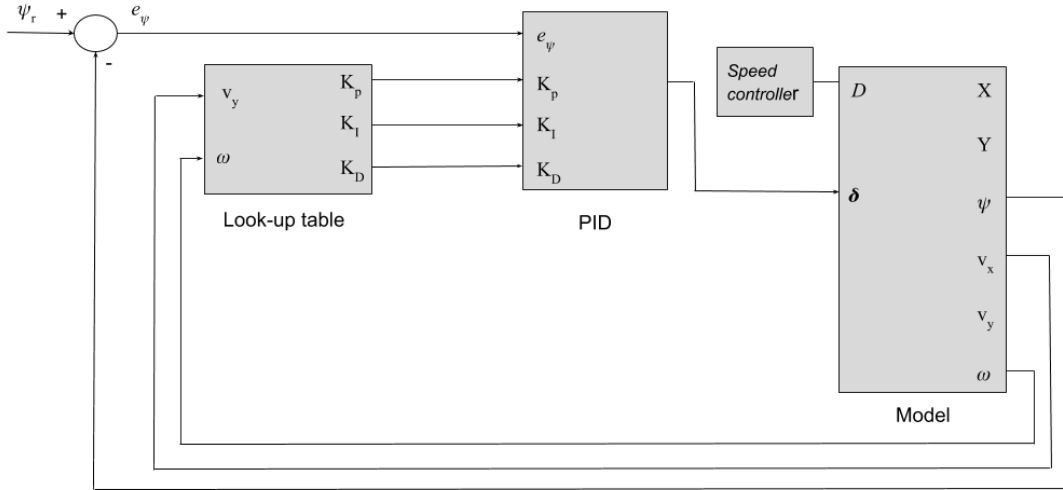 ψr + eψ
-
eψ
Kp
KI
KD
PID
vy
ω
Kp
KI
KD
Look-up table
Speed
controller
D
δ
X
Y
ψ
vx
vy
ω
Model